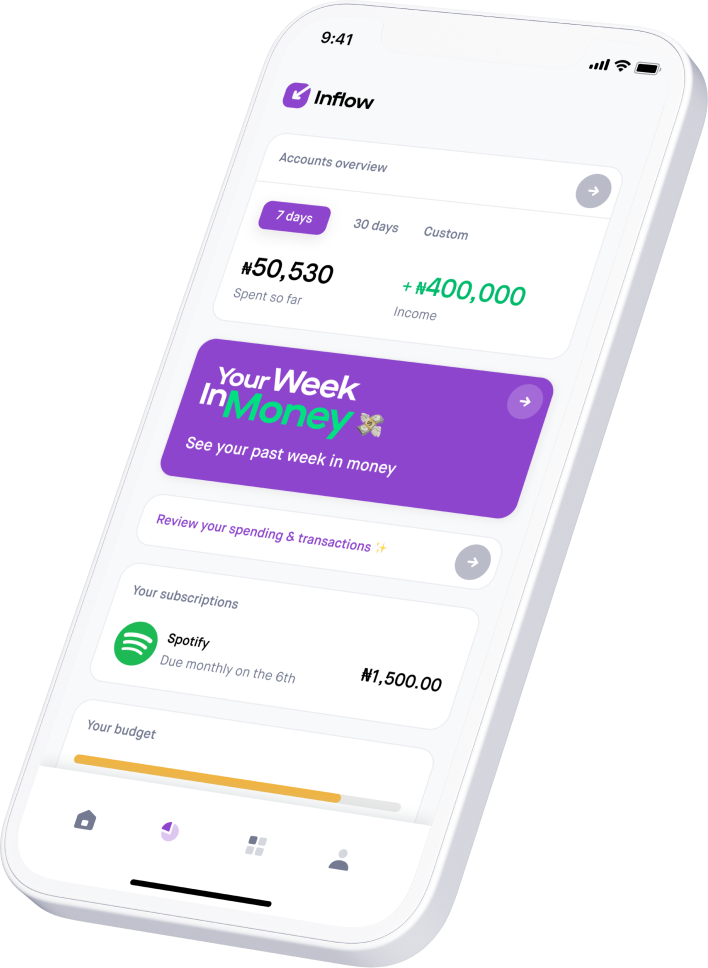 9:41
Inflow
Accounts overview
7 days
30 days
Custom
₦50,530
+ ₦400,000
Spent so far
Income
Your Week
In Money 💸
See your past week in money
Review your spending & transactions ✨
Your subscriptions
Spotify
Due monthly on the 6th
₦1,500.00
Your budget